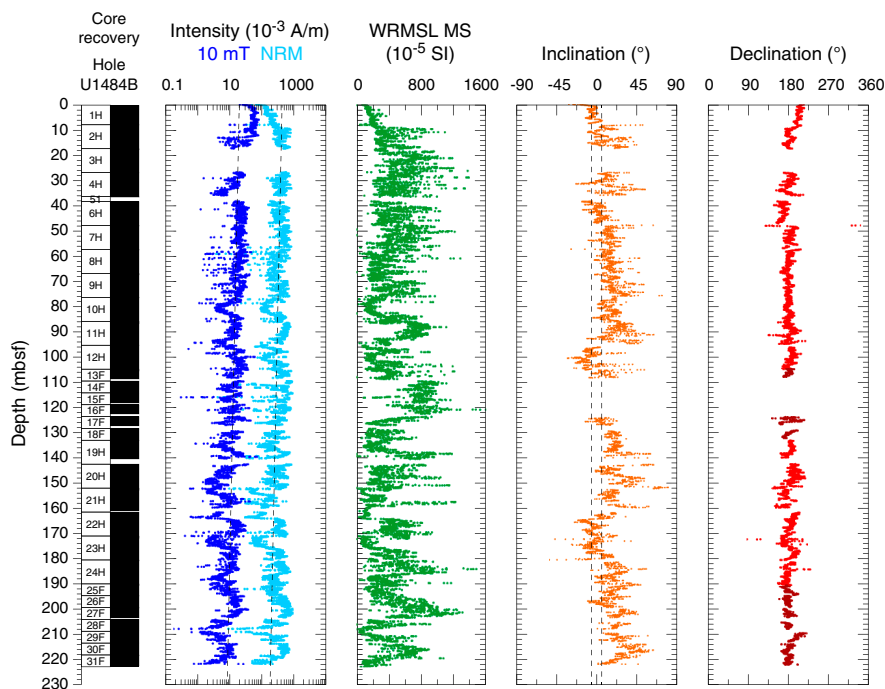 Core recovery
Hole U1484B
Intensity (10-3 A/m)
10 mT NRM
WRMSL MS
(10-5 SI)
Inclination (°)
Declination (°)
0.1 10 1000
0 800 1600
-90 -45 0 45 90
0 90 180 270 360
Depth (mbsf)
0
10
20
30
40
50
60
70
80
90
100
110
120
130
140
150
160
170
180
190
200
210
220
230
1H
2H
3H
4H
51
6H
7H
8H
9H
10H
11H
12H
13F
14F
15F
16F
17F
18F
19H
20H
21H
22H
23H
24H
25F
26F
27F
28F
29F
30F
31F